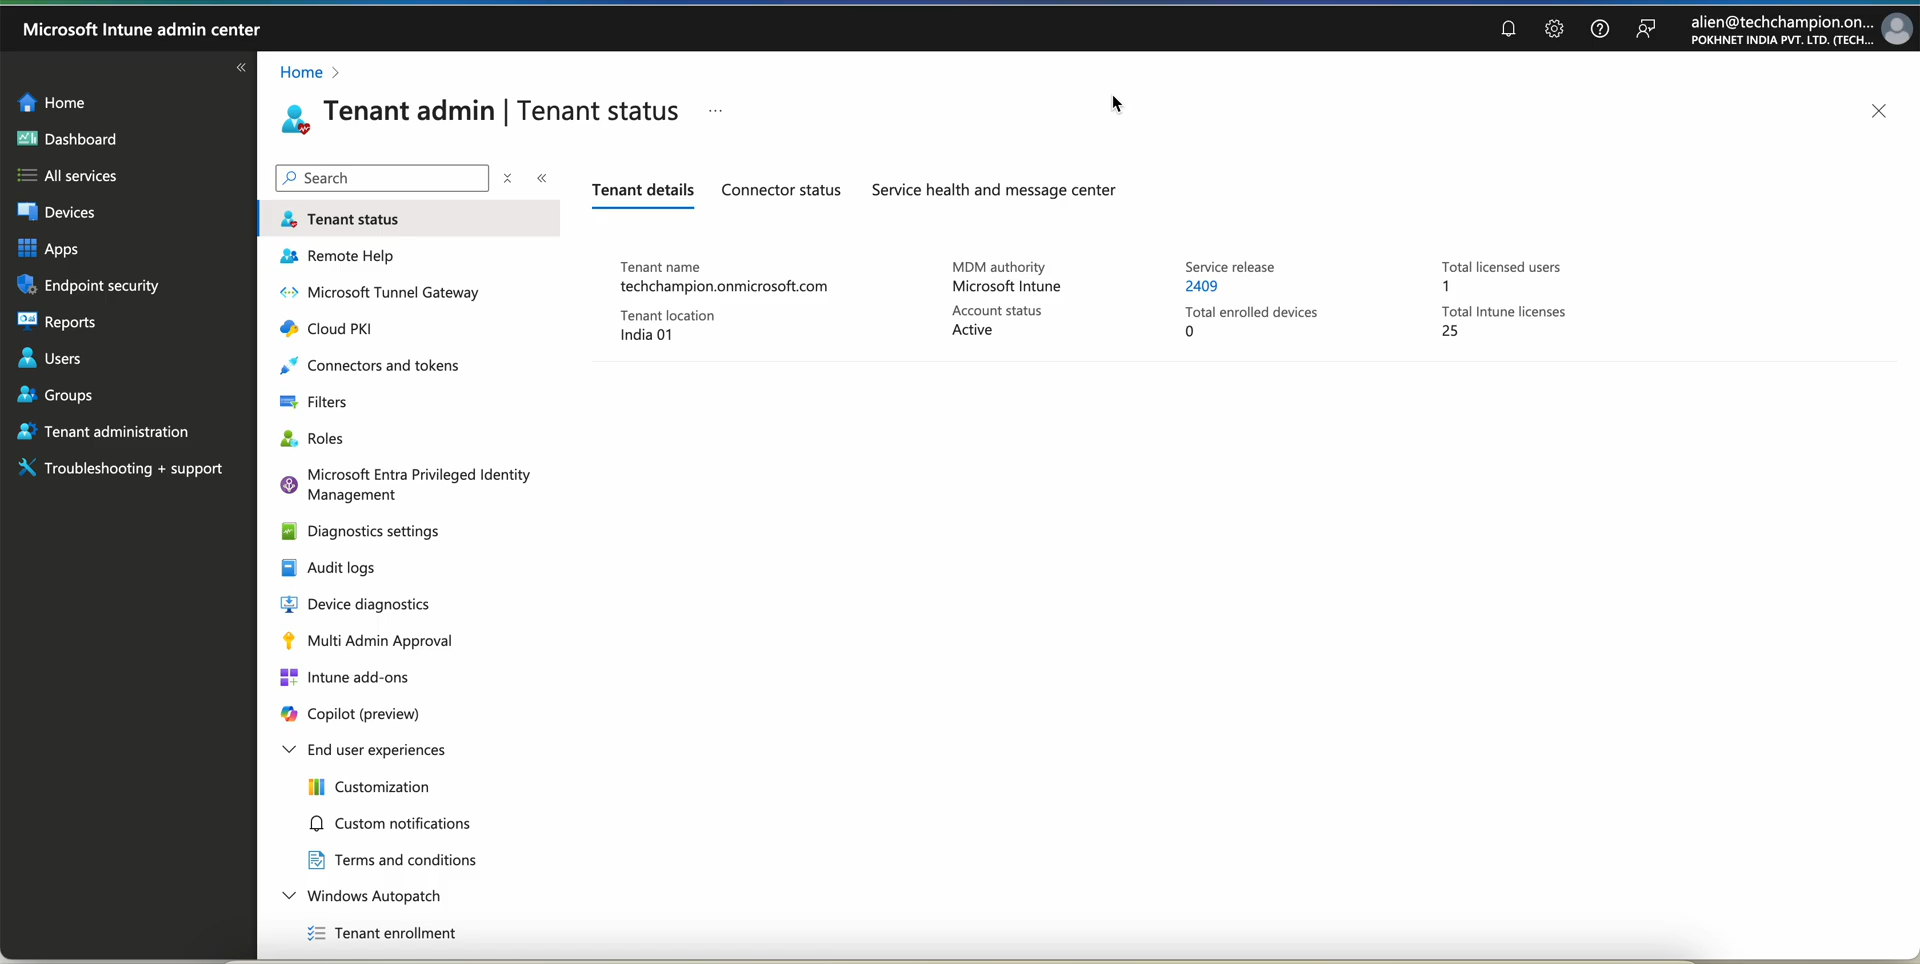 Microsoft Intune admin center
alien@techchampion.on...
POKHNET INDIA PVT. LTD. (TECH...
Home
Dashboard
All services
Devices
Apps
Endpoint security
Reports
Users
Groups
Tenant administration
Troubleshooting + support
Home
Tenant admin | Tenant status
...
Search
Tenant status
Remote Help
Microsoft Tunnel Gateway
Cloud PKI
Connectors and tokens
Filters
Roles
Microsoft Entra Privileged Identity
Management
Diagnostics settings
Audit logs
Device diagnostics
Multi Admin Approval
Intune add-ons
Copilot (preview)
End user experiences
Customization
Custom notifications
Terms and conditions
Windows Autopatch
Tenant enrollment
Tenant details
Connector status
Service health and message center
Tenant name
techchampion.onmicrosoft.com
Tenant location
India 01
MDM authority
Microsoft Intune
Account status
Active
Service release
2409
Total enrolled devices
0
Total licensed users
1
Total Intune licenses
25